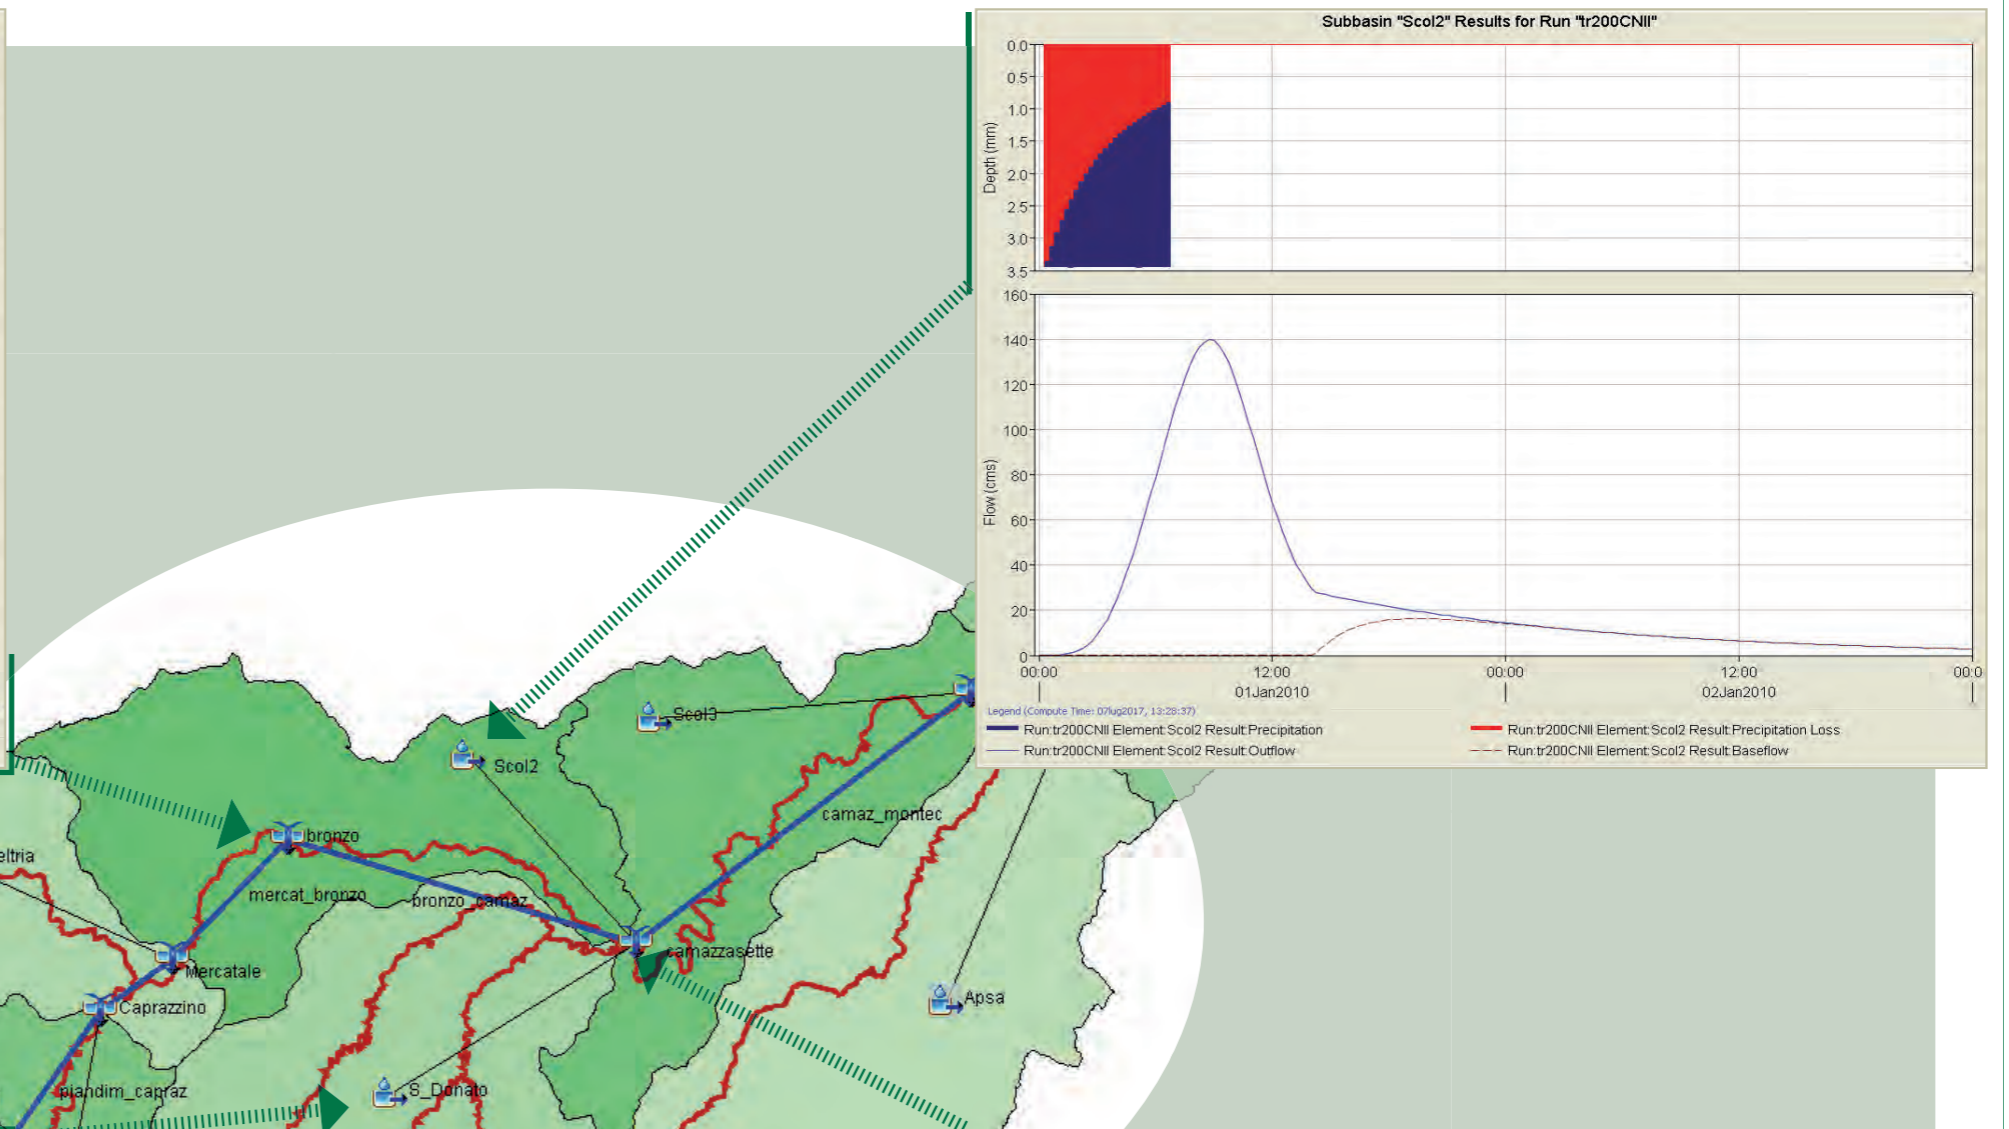 Subbasin "Scol2" Results for Run "tr200CNII"
0.0
0.5
1.0
1.5
2.0
2.5
3.0
3.5
Depth (mm)
160
140
120
100
80
60
40
20
0
Flow (cms)
00:00
12:00
00:00
12:00
00:0
01Jan2010
02Jan2010
Legend (Compute Time: 07lug2017, 13:28:37)
Run:tr200CNII Element:Scol2 Result:Precipitation
Run:tr200CNII Element:Scol2 Result:Precipitation Loss
Run:tr200CNII Element:Scol2 Result:Outflow
Run:tr200CNII Element:Scol2 Result:Baseflow
Scol3
Scol2
camaz_montec
bronzo
eltria
mercat_bronzo
bronzo_camaz
camazzasette
Mercatale
Apsa
Caprazzino
piandim_capraz
S_Donato